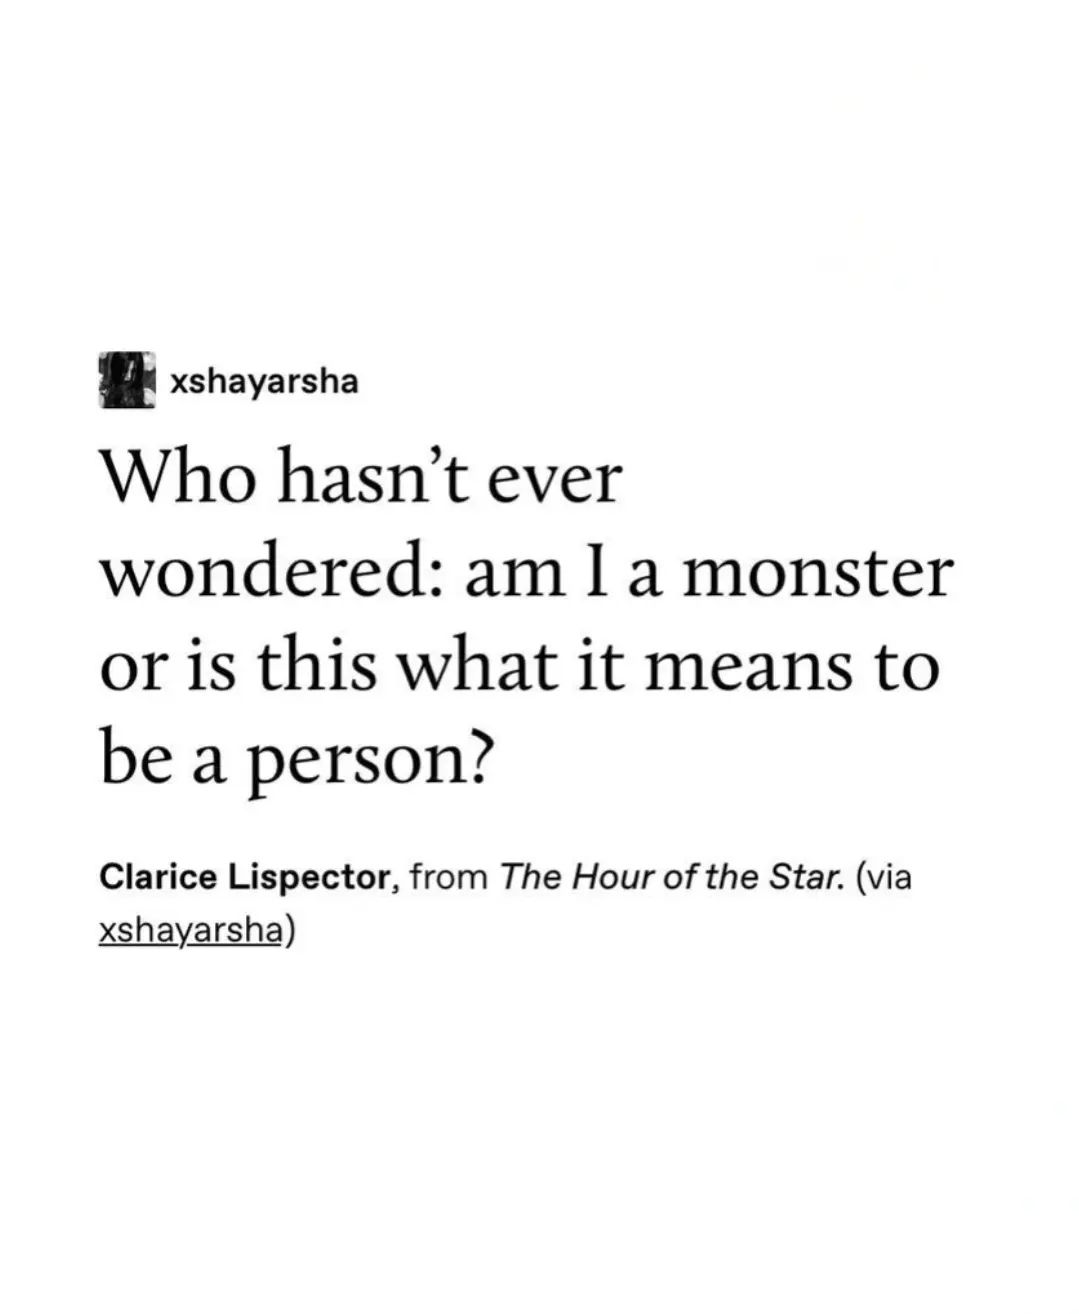 xshayarsha
Who hasn’t ever
wondered: am I a monster
or is this what it means to
be a person?
Clarice Lispector, from The Hour of the Star. (via
xshayarsha)